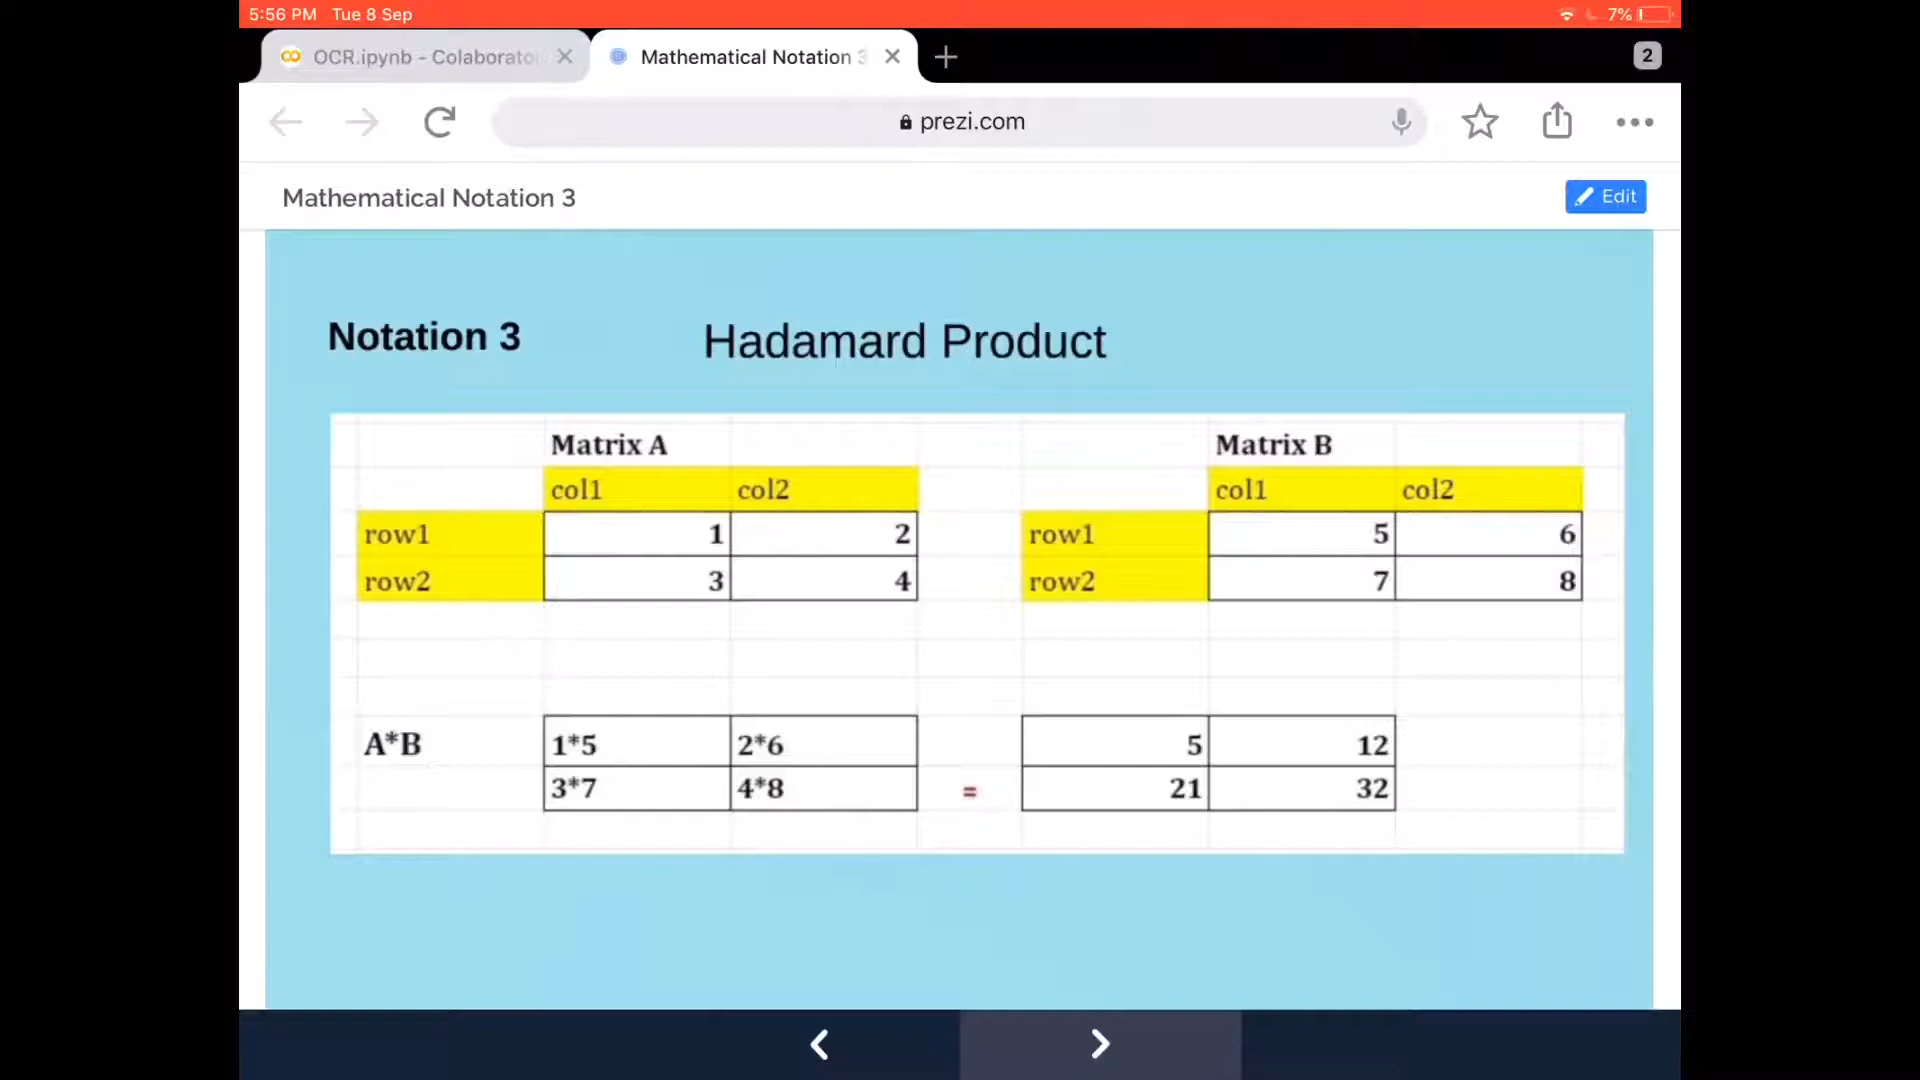 5:56 PM Tue 8 Sep 7%
OCR.ipynb - Colaborato Mathematical Notation 3 2
prezi.com
Mathematical Notation 3 Edit
Notation 3 Hadamard Product
Matrix A Matrix B
col1 col2 col1 col2
row1 1 2 row1 5 6
row2 3 4 row2 7 8
A*B 1*5 2*6 5 12
3*7 4*8 = 21 32